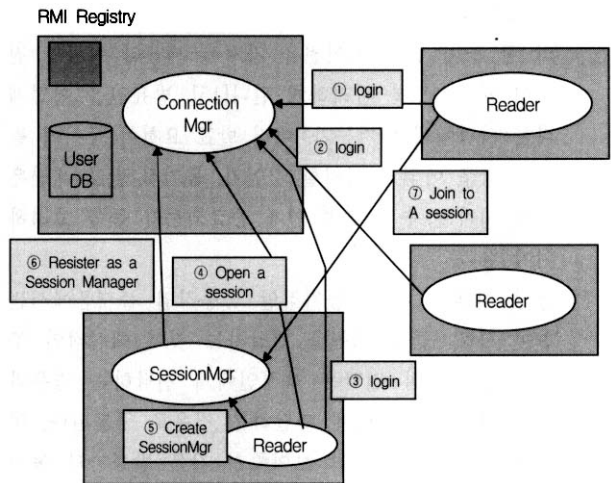 RMI Registry
Connection
Mgr
User
DB
① login
Reader
② login
⑦ Join to
A session
⑥ Resister as a
Session Manager
④ Open a
session
Reader
SessionMgr
③ login
⑤ Create
SessionMgr
Reader